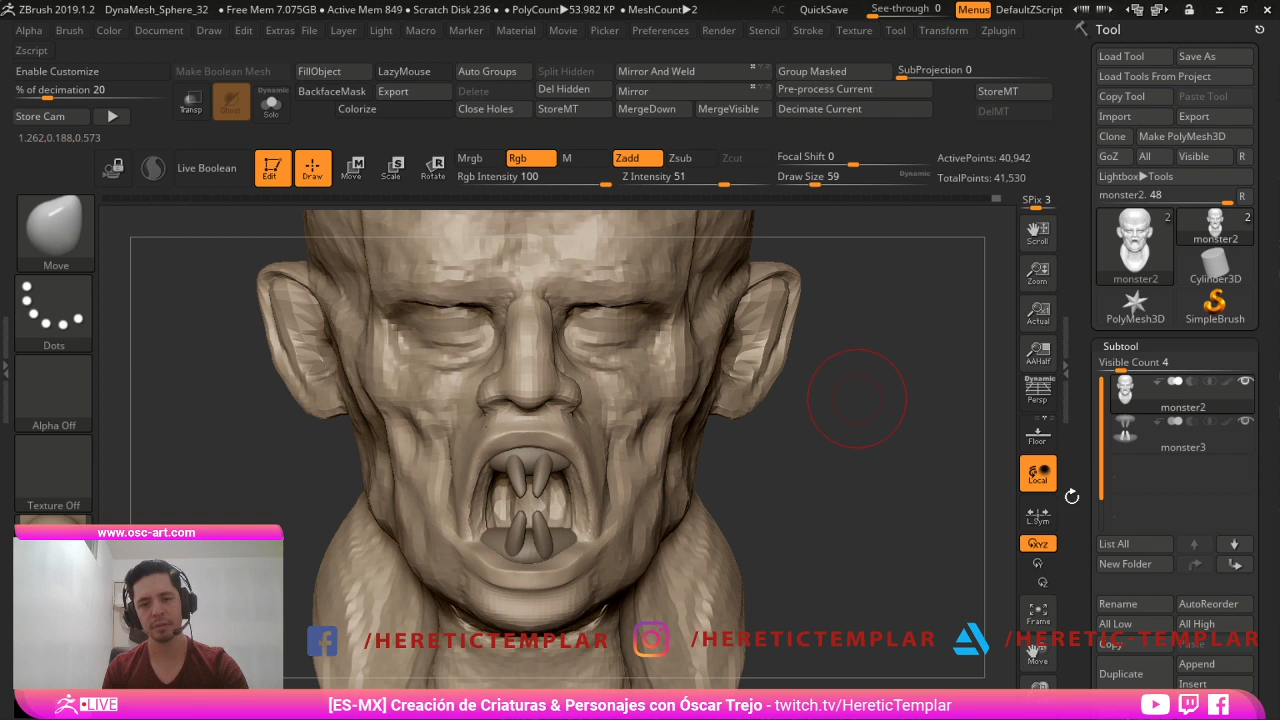 ZBrush 2019.1.2 DynaMesh_Sphere_32 • Free Mem 7.075GB • Active Mem 849 • Scratch Disk 236 • PolyCount▶53.982 KP • MeshCount▶2 AC QuickSave See-through 0 Menus DefaultZScript
Alpha Brush Color Document Draw Edit Extras File Layer Light Macro Marker Material Movie Picker Preferences Render Stencil Stroke Texture Tool Transform Zplugin
Zscript
Enable Customize Make Boolean Mesh FillObject LazyMouse Auto Groups Split Hidden Mirror And Weld Group Masked SubProjection 0
% of decimation 20 Transp Ghost Dynamic Solo BackfaceMask Export Delete Del Hidden Mirror Pre-process Current StoreMT
Store Cam Colorize Close Holes StoreMT MergeDown MergeVisible Decimate Current DelMT
1.262,0.188,0.573
Live Boolean Edit Draw Move Scale Rotate Mrgb Rgb M Zadd Zsub Zcut Focal Shift 0 ActivePoints: 40,942
Rgb Intensity 100 Z Intensity 51 Draw Size 59 Dynamic TotalPoints: 41,530
Move
Dots
Alpha Off
Texture Off
SPix 3
Scroll
Zoom
Actual
AAHalf
Dynamic
Persp
Floor
Local
L.Sym
XYZ
Frame
Move
Tool
Load Tool Save As
Load Tools From Project
Copy Tool Paste Tool
Import Export
Clone Make PolyMesh3D
GoZ All Visible R
Lightbox▶Tools
monster2. 48 R
2 2
monster2
monster2 Cylinder3D
PolyMesh3D SimpleBrush
Subtool
Visible Count 4
monster2
monster3
List All
New Folder
Rename AutoReorder
All Low All High
Copy Paste
Duplicate Append
Insert
www.osc-art.com
/HERETICTEMPLAR /HERETICTEMPLAR /HERETIC-TEMPLAR
LIVE [ES-MX] Creación de Criaturas & Personajes con Óscar Trejo - twitch.tv/HereticTemplar